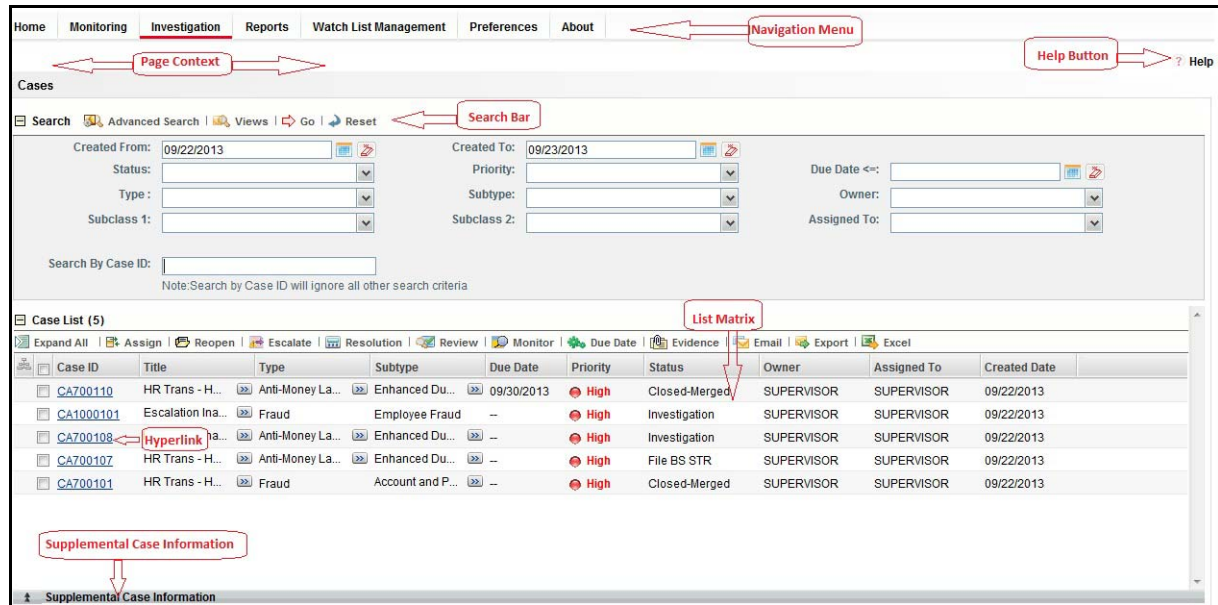 Home Monitoring Investigation Reports Watch List Management Preferences About Navigation Menu
Page Context Help Button ? Help
Cases
Search Advanced Search | Views | Go | Reset Search Bar
Created From: 09/22/2013 Created To: 09/23/2013
Status: Priority: Due Date <=:
Type : Subtype: Owner:
Subclass 1: Subclass 2: Assigned To:
Search By Case ID:
Note:Search by Case ID will ignore all other search criteria
Case List (5) List Matrix
Expand All | Assign | Reopen | Escalate | Resolution | Review | Monitor | Due Date | Evidence | Email | Export | Excel
Case ID Title Type Subtype Due Date Priority Status Owner Assigned To Created Date
CA700110 HR Trans - H... Anti-Money La... Enhanced Du... 09/30/2013 High Closed-Merged SUPERVISOR SUPERVISOR 09/22/2013
CA1000101 Escalation Ina... Fraud Employee Fraud -- High Investigation SUPERVISOR SUPERVISOR 09/22/2013
CA700108 Hyperlink a... Anti-Money La... Enhanced Du... -- High Investigation SUPERVISOR SUPERVISOR 09/22/2013
CA700107 HR Trans - H... Anti-Money La... Enhanced Du... -- High File BS STR SUPERVISOR SUPERVISOR 09/22/2013
CA700101 HR Trans - H... Fraud Account and P... -- High Closed-Merged SUPERVISOR SUPERVISOR 09/22/2013
Supplemental Case Information
Supplemental Case Information